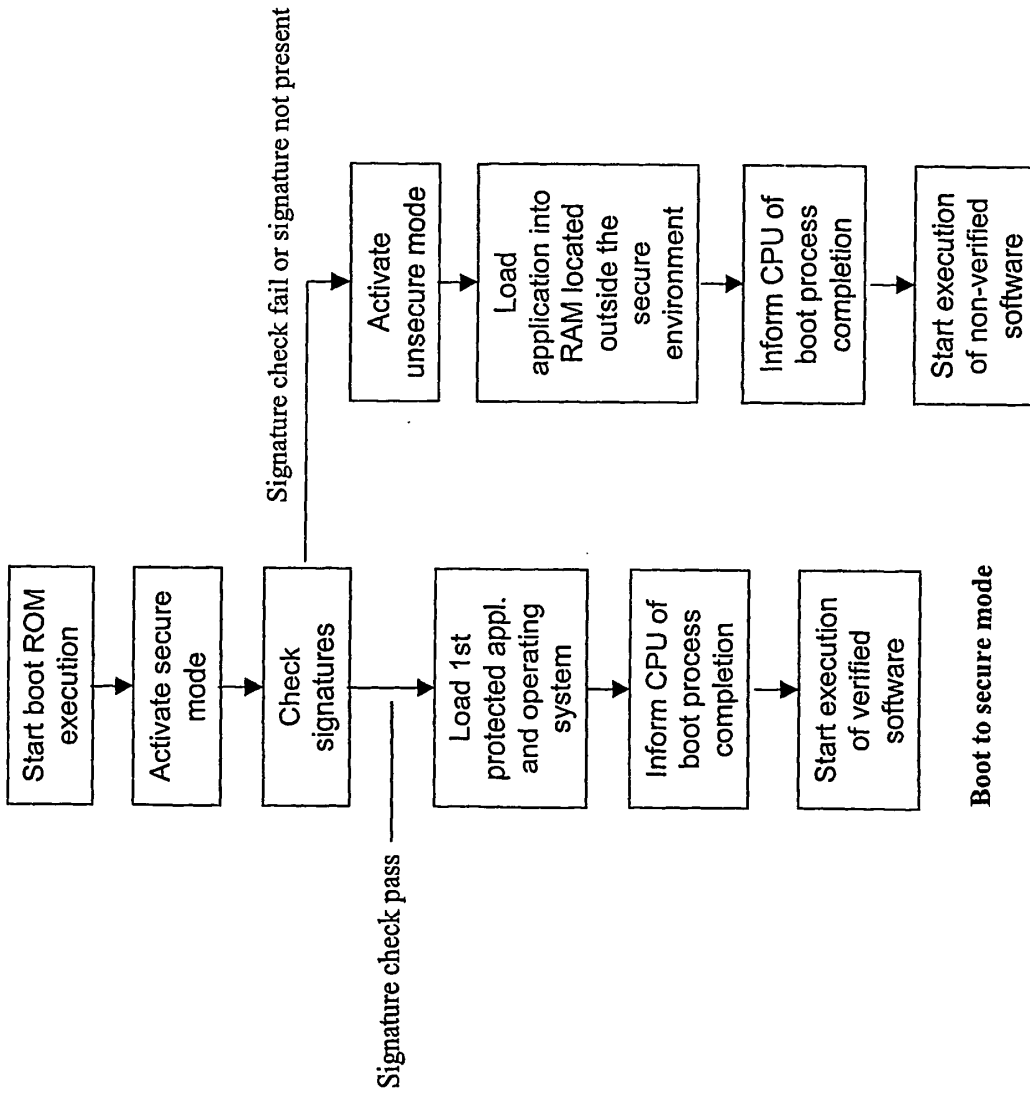 Start boot ROM
execution
Activate secure
mode
Check
signatures
Signature check pass
Load 1st
protected appl.
and operating
system
Inform CPU of
boot process
completion
Start execution
of verified
software
Boot to secure mode
Signature check fail or signature not present
Activate
unsecure mode
Load
application into
RAM located
outside the
secure
environment
Inform CPU of
boot process
completion
Start execution
of non-verified
software